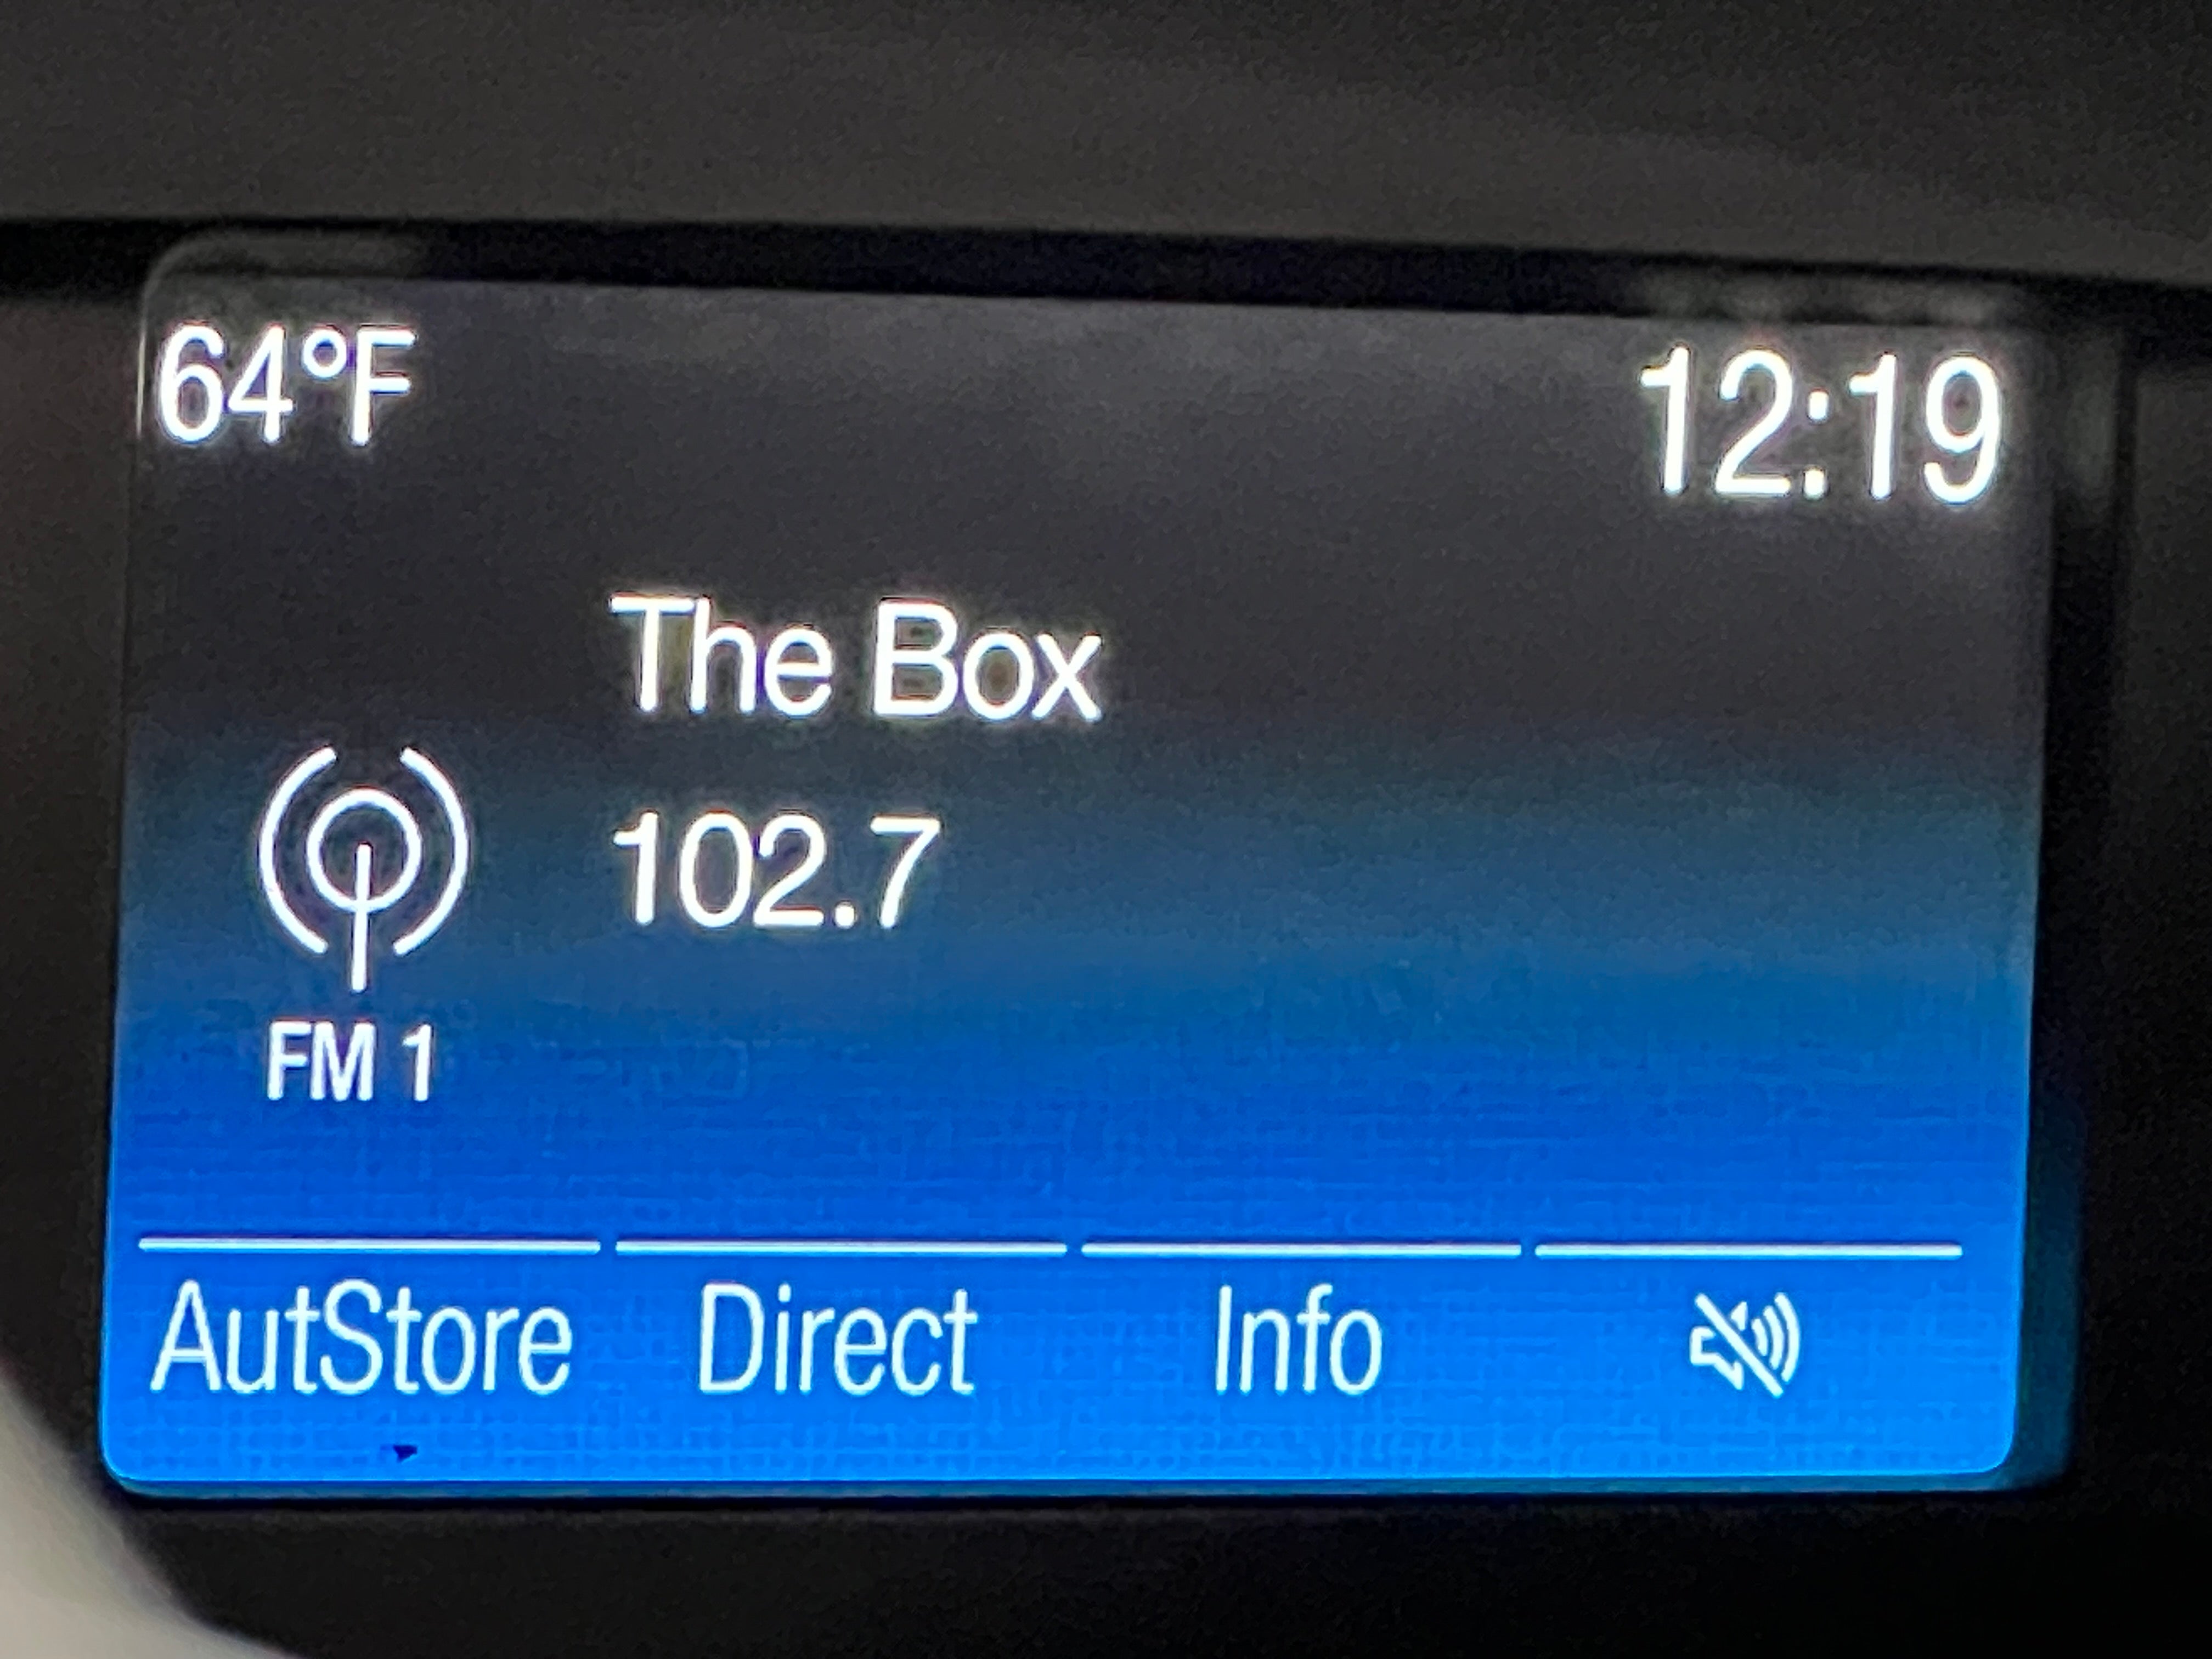 64°F 12:19
The Box
102.7
FM 1
AutStore Direct Info